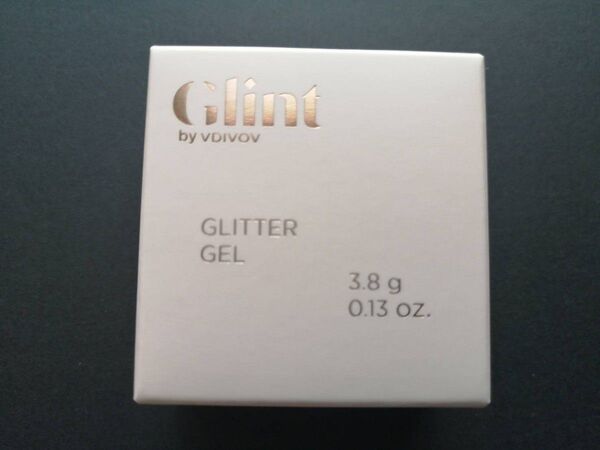 Glint
by VDIVOV
GLITTER
GEL
3.8 g
0.13 oz.